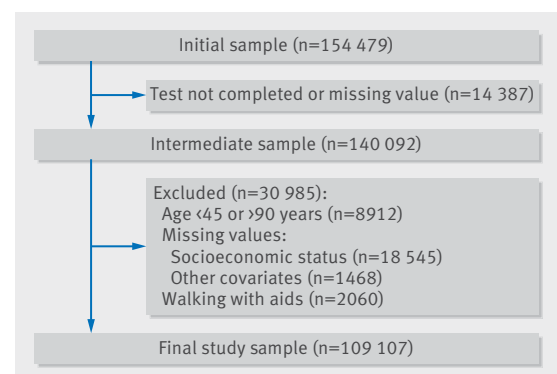 Initial sample (n=154 479)
Test not completed or missing value (n=14 387)
Intermediate sample (n=140 092)
Excluded (n=30 985):
Age <45 or >90 years (n=8912)
Missing values:
Socioeconomic status (n=18 545)
Other covariates (n=1468)
Walking with aids (n=2060)
Final study sample (n=109 107)